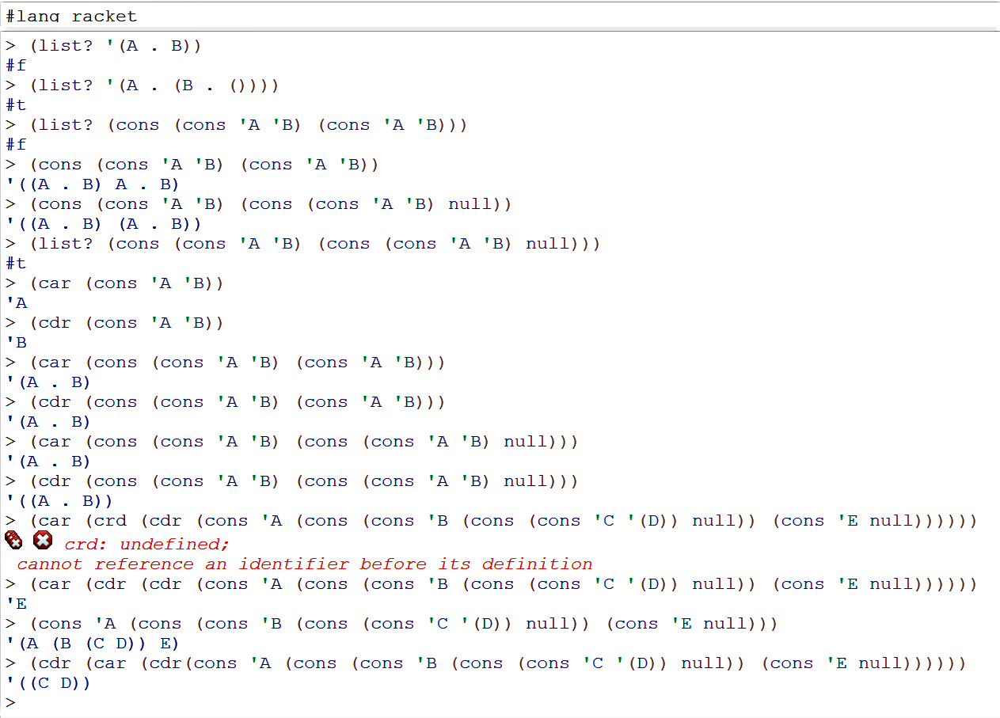 #lang racket
> (list? '(A . B))
#f
> (list? '(A . (B . ())))
#t
> (list? (cons (cons 'A 'B) (cons 'A 'B)))
#f
> (cons (cons 'A 'B) (cons 'A 'B))
'((A . B) A . B)
> (cons (cons 'A 'B) (cons (cons 'A 'B) null))
'((A . B) (A . B))
> (list? (cons (cons 'A 'B) (cons (cons 'A 'B) null)))
#t
> (car (cons 'A 'B))
'A
> (cdr (cons 'A 'B))
'B
> (car (cons (cons 'A 'B) (cons 'A 'B)))
'(A . B)
> (cdr (cons (cons 'A 'B) (cons 'A 'B)))
'(A . B)
> (car (cons (cons 'A 'B) (cons (cons 'A 'B) null)))
'(A . B)
> (cdr (cons (cons 'A 'B) (cons (cons 'A 'B) null)))
'((A . B))
> (car (crd (cdr (cons 'A (cons (cons 'B (cons (cons 'C '(D)) null)) (cons 'E null))))))
crd: undefined;
cannot reference an identifier before its definition
> (car (cdr (cdr (cons 'A (cons (cons 'B (cons (cons 'C '(D)) null)) (cons 'E null))))))
'E
> (cons 'A (cons (cons 'B (cons (cons 'C '(D)) null)) (cons 'E null)))
'(A (B (C D)) E)
> (cdr (car (cdr(cons 'A (cons (cons 'B (cons (cons 'C '(D)) null)) (cons 'E null))))))
'((C D))
>